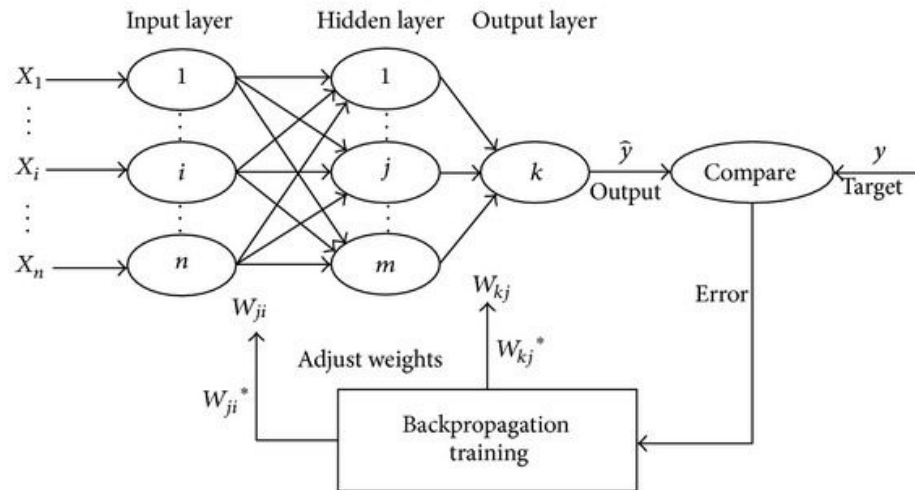 Input layer Hidden layer Output layer
X₁ 1 1
Xᵢ i j k ŷ Output Compare y Target
Xₙ n m
Error
Wⱼᵢ Wₖⱼ
Adjust weights
Wⱼᵢ* Wₖⱼ*
Backpropagation
training